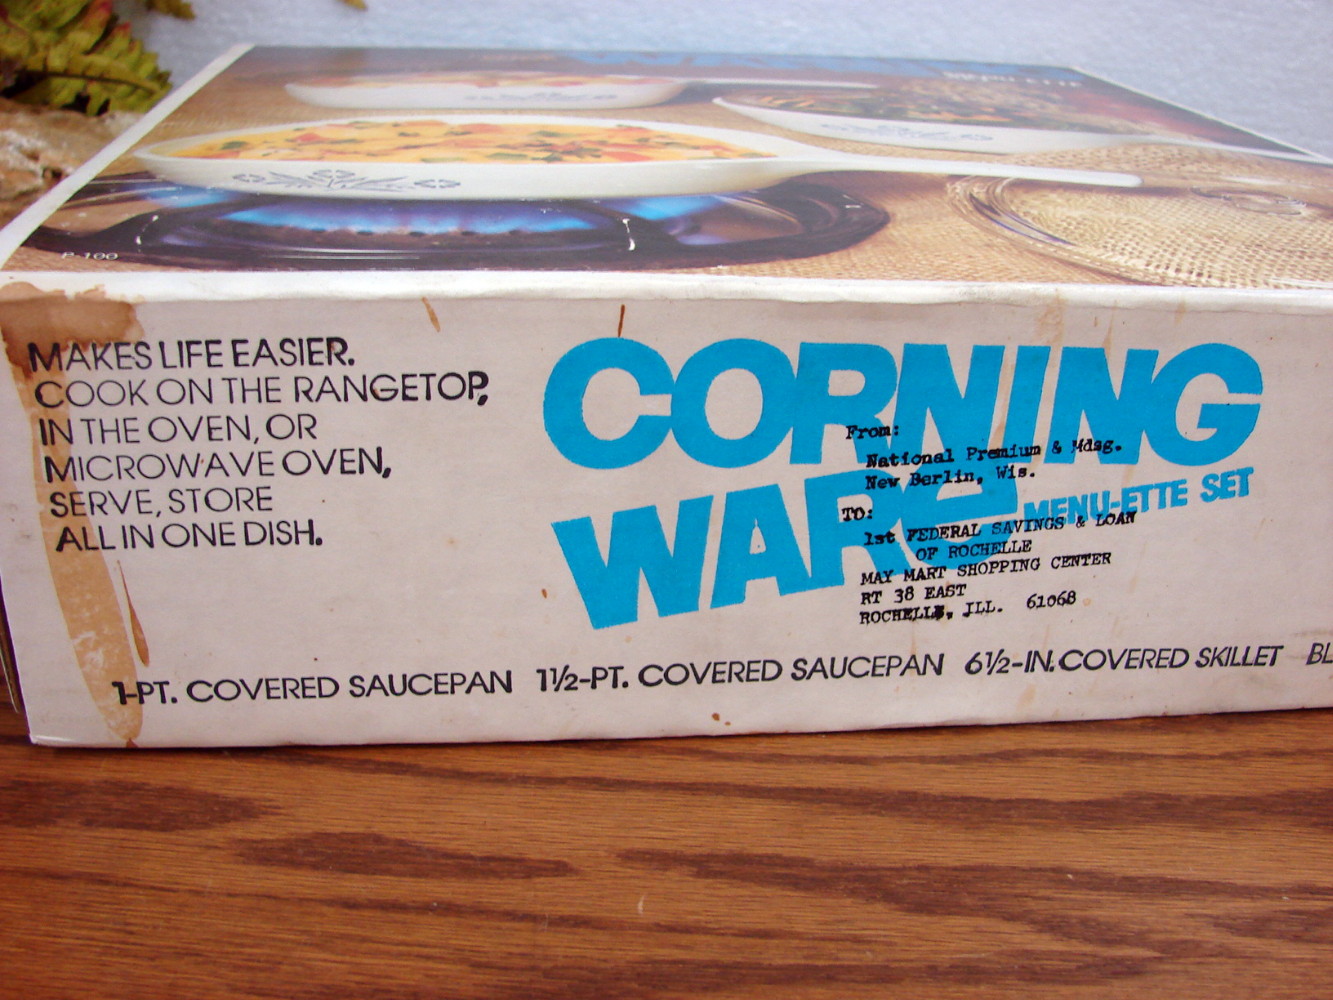 P-100
MAKES LIFE EASIER.
COOK ON THE RANGETOP,
IN THE OVEN, OR
MICROWAVE OVEN,
SERVE, STORE
ALL IN ONE DISH.
CORNING
WARE MENU-ETTE SET
From:
National Premium & Mdsg.
New Berlin, Wis.
TO:
1st FEDERAL SAVINGS & LOAN
OF ROCHELLE
MAY MART SHOPPING CENTER
RT 38 EAST
ROCHELLE, ILL. 61068
1-PT. COVERED SAUCEPAN 1½-PT. COVERED SAUCEPAN 6½-IN. COVERED SKILLET BL